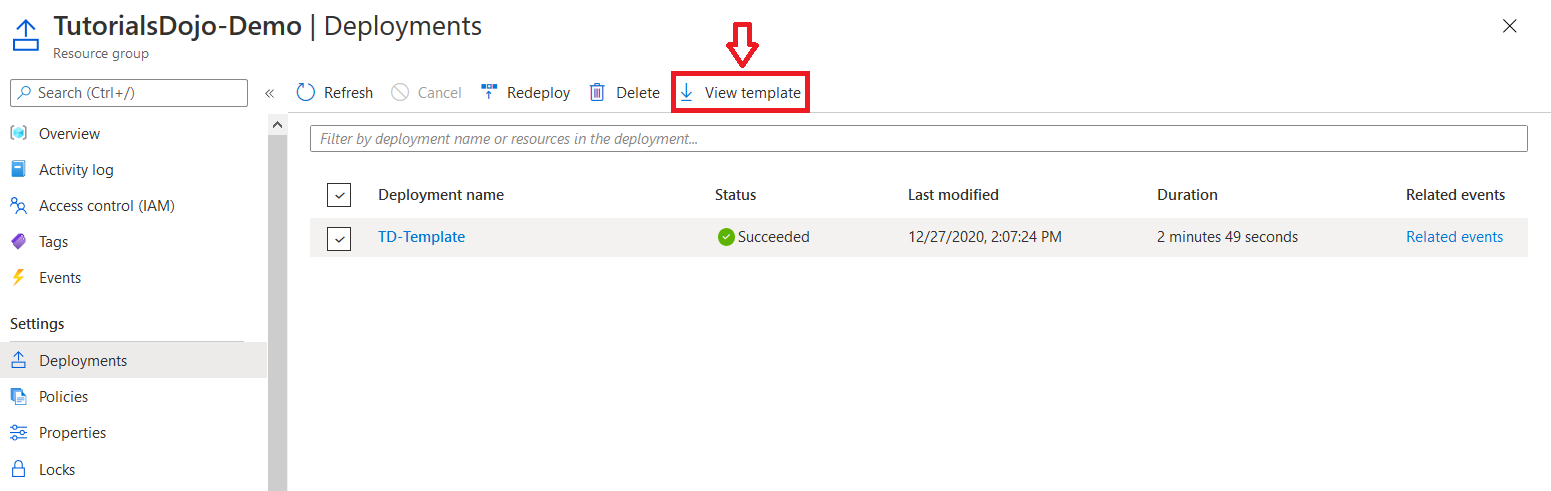 TutorialsDojo-Demo | Deployments
Resource group
Search (Ctrl+/)
«
Refresh
Cancel
Redeploy
Delete
View template
Overview
Activity log
Access control (IAM)
Tags
Events
Settings
Deployments
Policies
Properties
Locks
Filter by deployment name or resources in the deployment...
Deployment name Status Last modified Duration Related events
TD-Template Succeeded 12/27/2020, 2:07:24 PM 2 minutes 49 seconds Related events